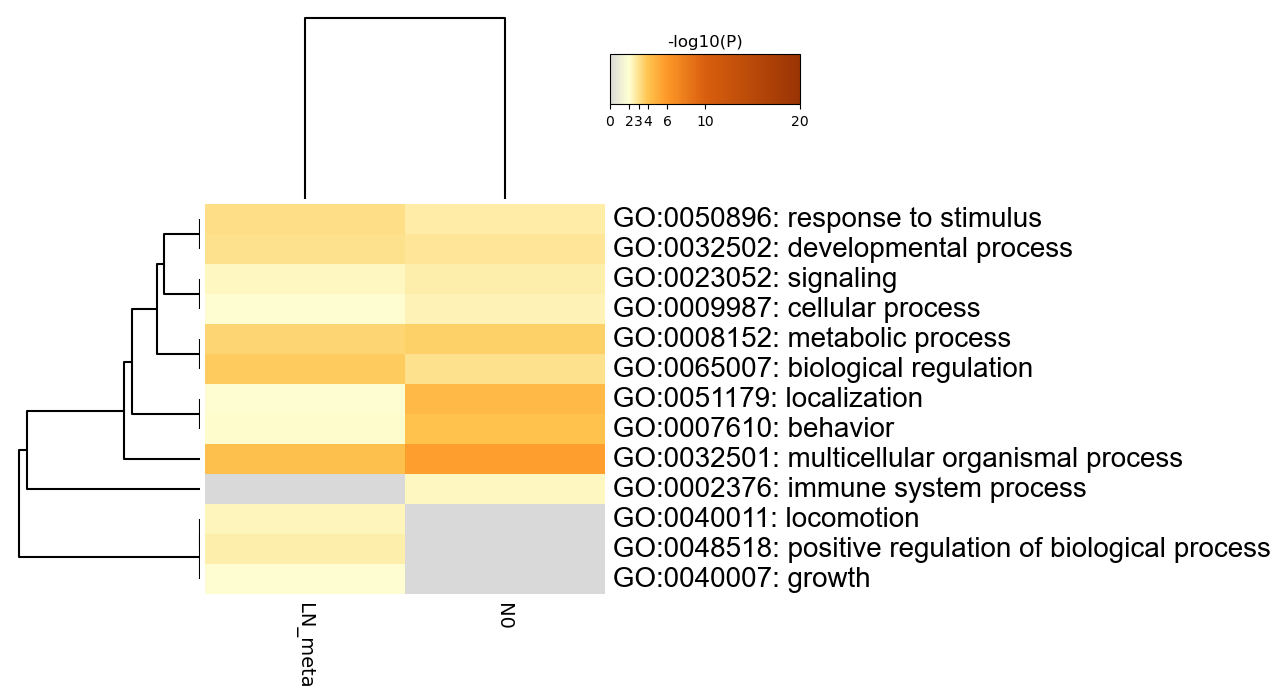 -log10(P)
0 2 3 4 6 10 20
GO:0050896: response to stimulus
GO:0032502: developmental process
GO:0023052: signaling
GO:0009987: cellular process
GO:0008152: metabolic process
GO:0065007: biological regulation
GO:0051179: localization
GO:0007610: behavior
GO:0032501: multicellular organismal process
GO:0002376: immune system process
GO:0040011: locomotion
GO:0048518: positive regulation of biological process
GO:0040007: growth
LN_meta
N0